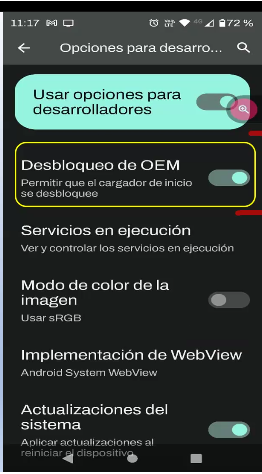 11:17 72 %
Opciones para desarro...
Usar opciones para
desarrolladores
Desbloqueo de OEM
Permitir que el cargador de inicio
se desbloquee
Servicios en ejecución
Ver y controlar los servicios en ejecución
Modo de color de la
imagen
Usar sRGB
Implementación de WebView
Android System WebView
Actualizaciones del
sistema
Aplicar actualizaciones al
reiniciar el dispositivo